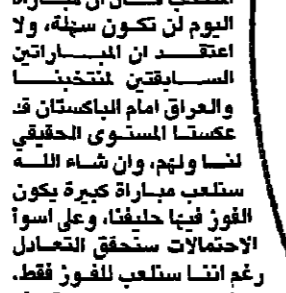 اليوم لن تكون سهلة، ولا
اعتقد ان المباراتين
السابقتين لمنتخبنا
والعراق امام الباكستان قد
عكستا المستوى الحقيقي
لنا ولهم، وان شاء الله
سنلعب مباراة كبيرة يكون
الفوز فيها حليفنا، وعلى اسوأ
الاحتمالات سنحقق التعادل
رغم اننا سنلعب للفوز فقط.